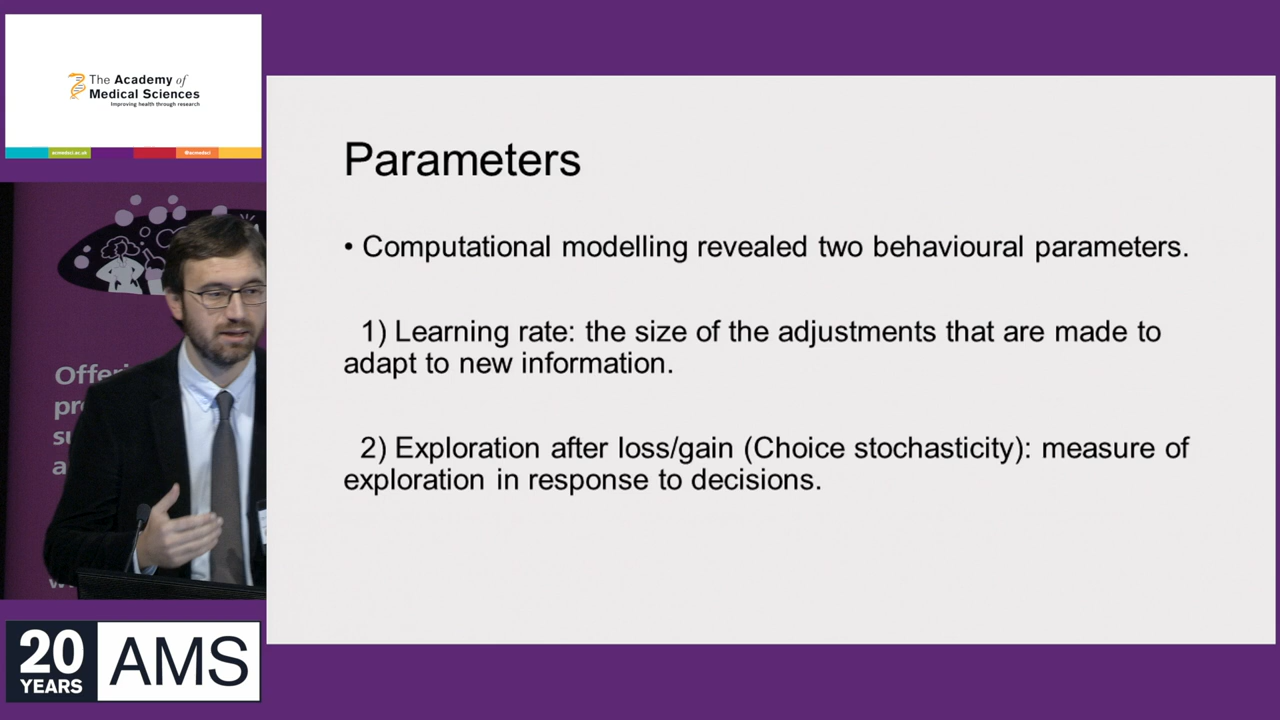 The Academy of
Medical Sciences
Improving health through research
acmedsci.ac.uk
@acmedsci
Parameters
• Computational modelling revealed two behavioural parameters.
1) Learning rate: the size of the adjustments that are made to
adapt to new information.
2) Exploration after loss/gain (Choice stochasticity): measure of
exploration in response to decisions.
20
YEARS
AMS